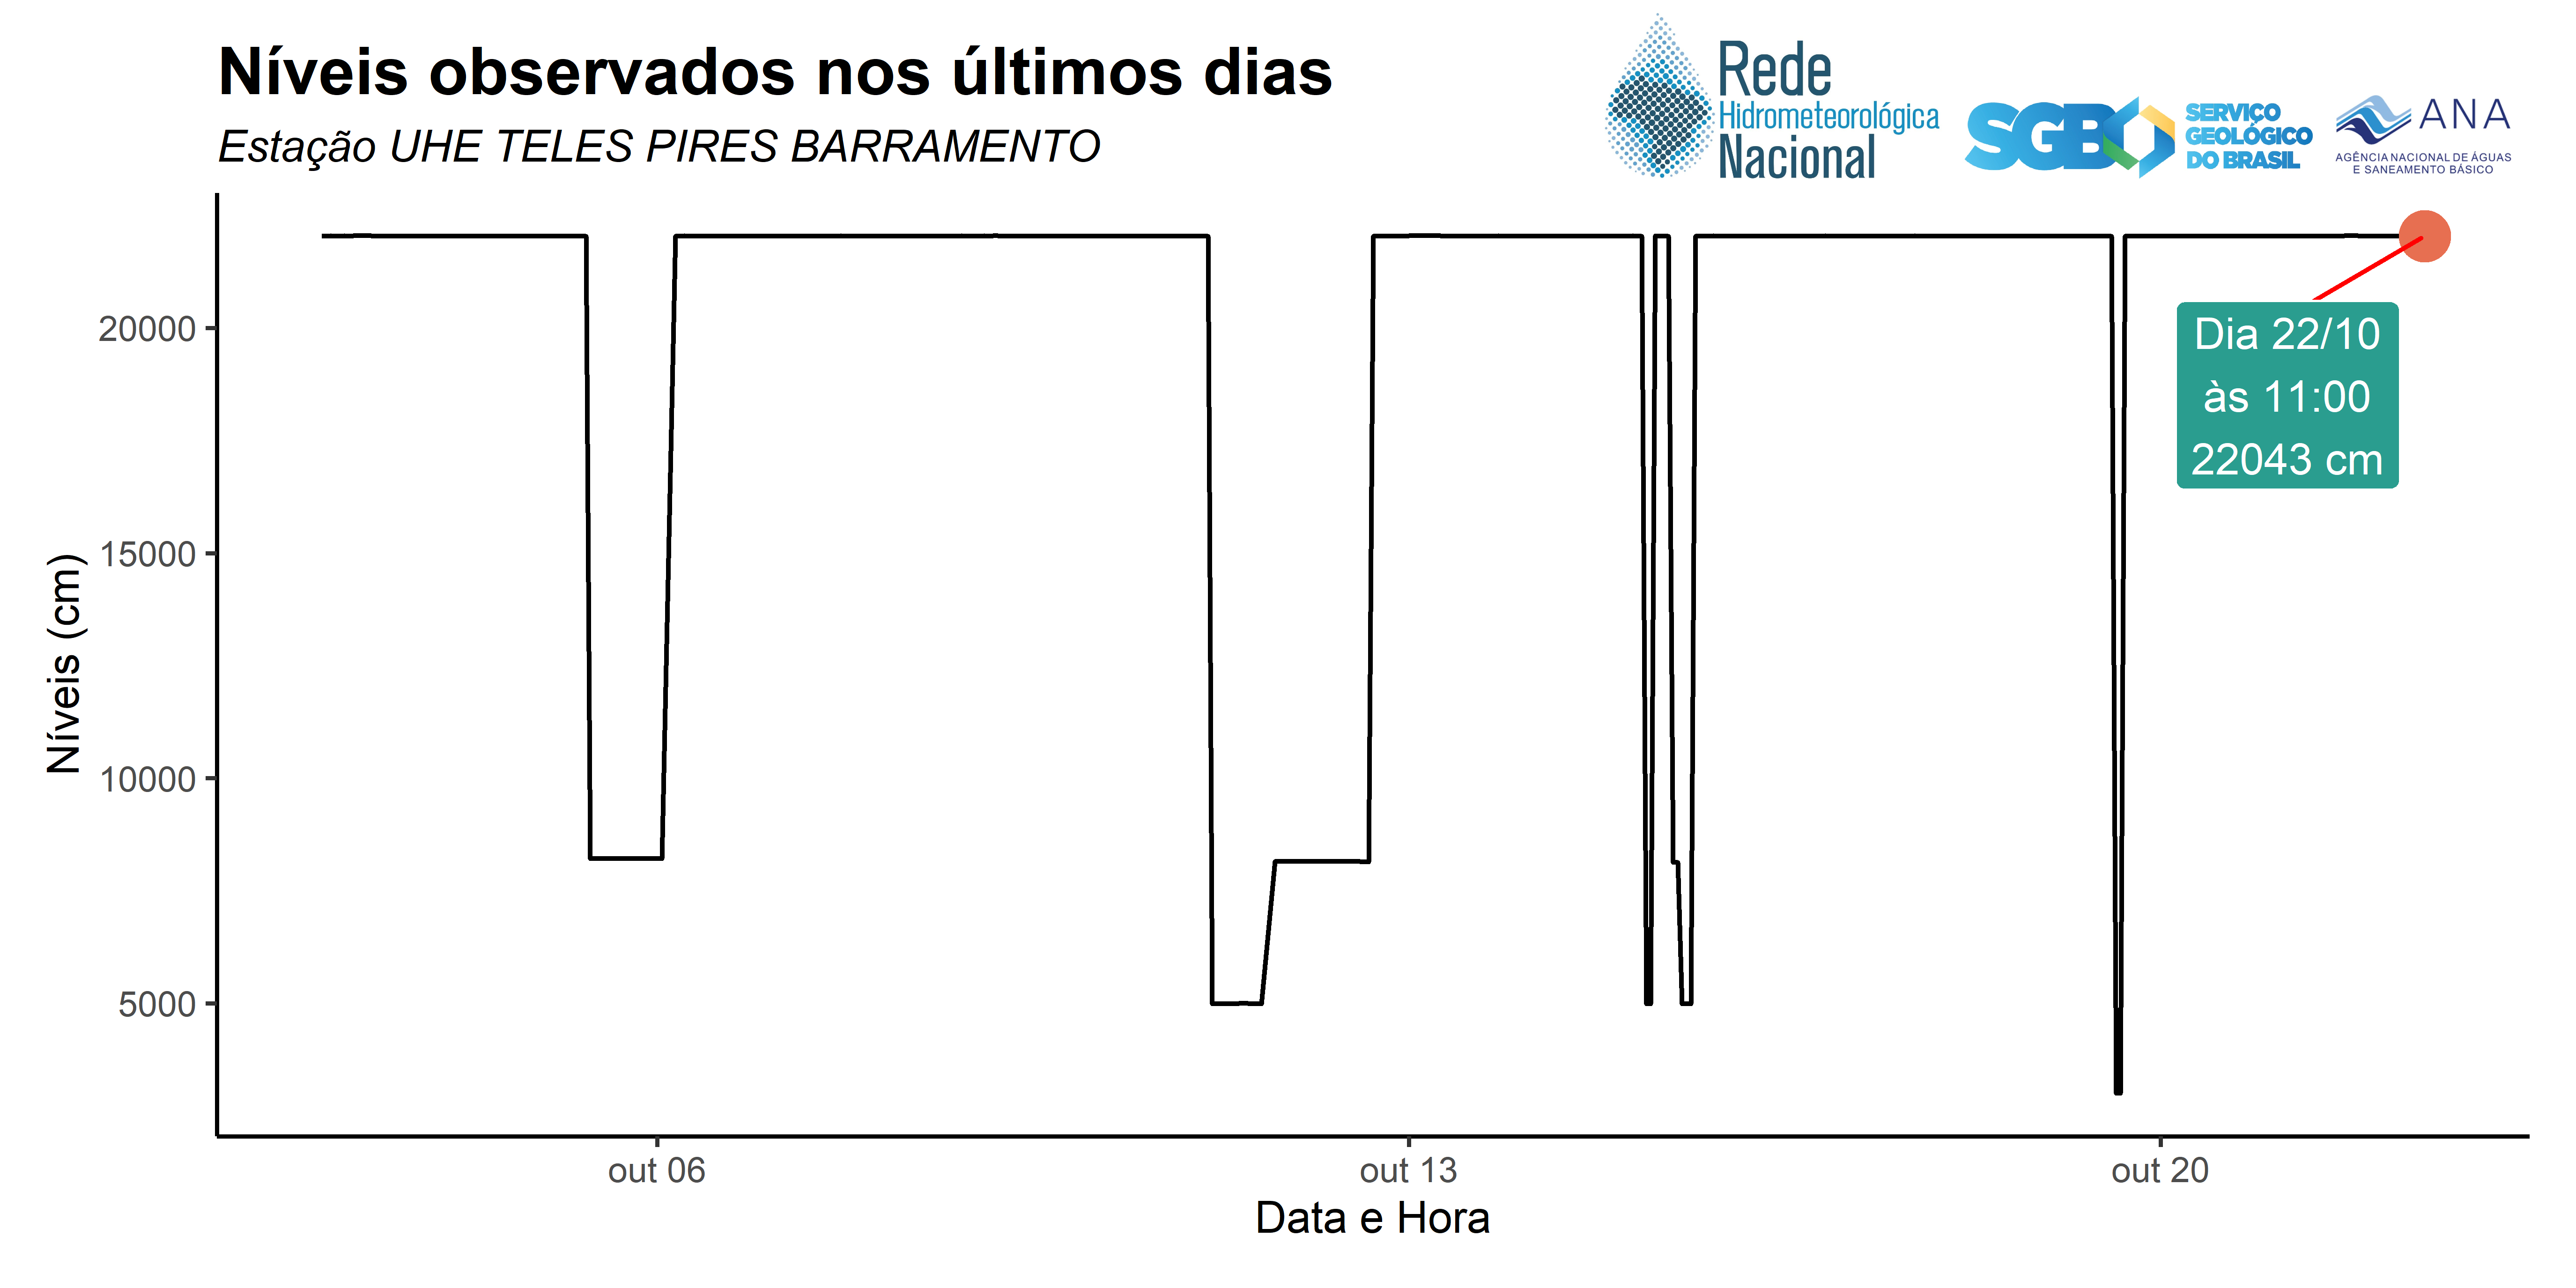 Níveis observados nos últimos dias
Estação UHE TELES PIRES BARRAMENTO
Rede
Hidrometeorológica
Nacional
SGB
SERVIÇO
GEOLÓGICO
DO BRASIL
ANA
AGÊNCIA NACIONAL DE ÁGUAS
E SANEAMENTO BÁSICO
Níveis (cm)
20000
15000
10000
5000
Dia 22/10
às 11:00
22043 cm
out 06
out 13
out 20
Data e Hora